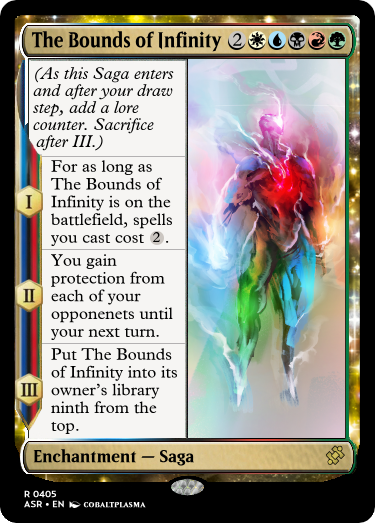 The Bounds of Infinity 2
(As this Saga enters
and after your draw
step, add a lore
counter. Sacrifice
after III.)
I
For as long as
The Bounds of
Infinity is on the
battlefield, spells
you cast cost 2.
II
You gain
protection from
each of your
opponenets until
your next turn.
III
Put The Bounds
of Infinity into its
owner's library
ninth from the
top.
Enchantment — Saga
R 0405
ASR • EN COBALTPLASMA